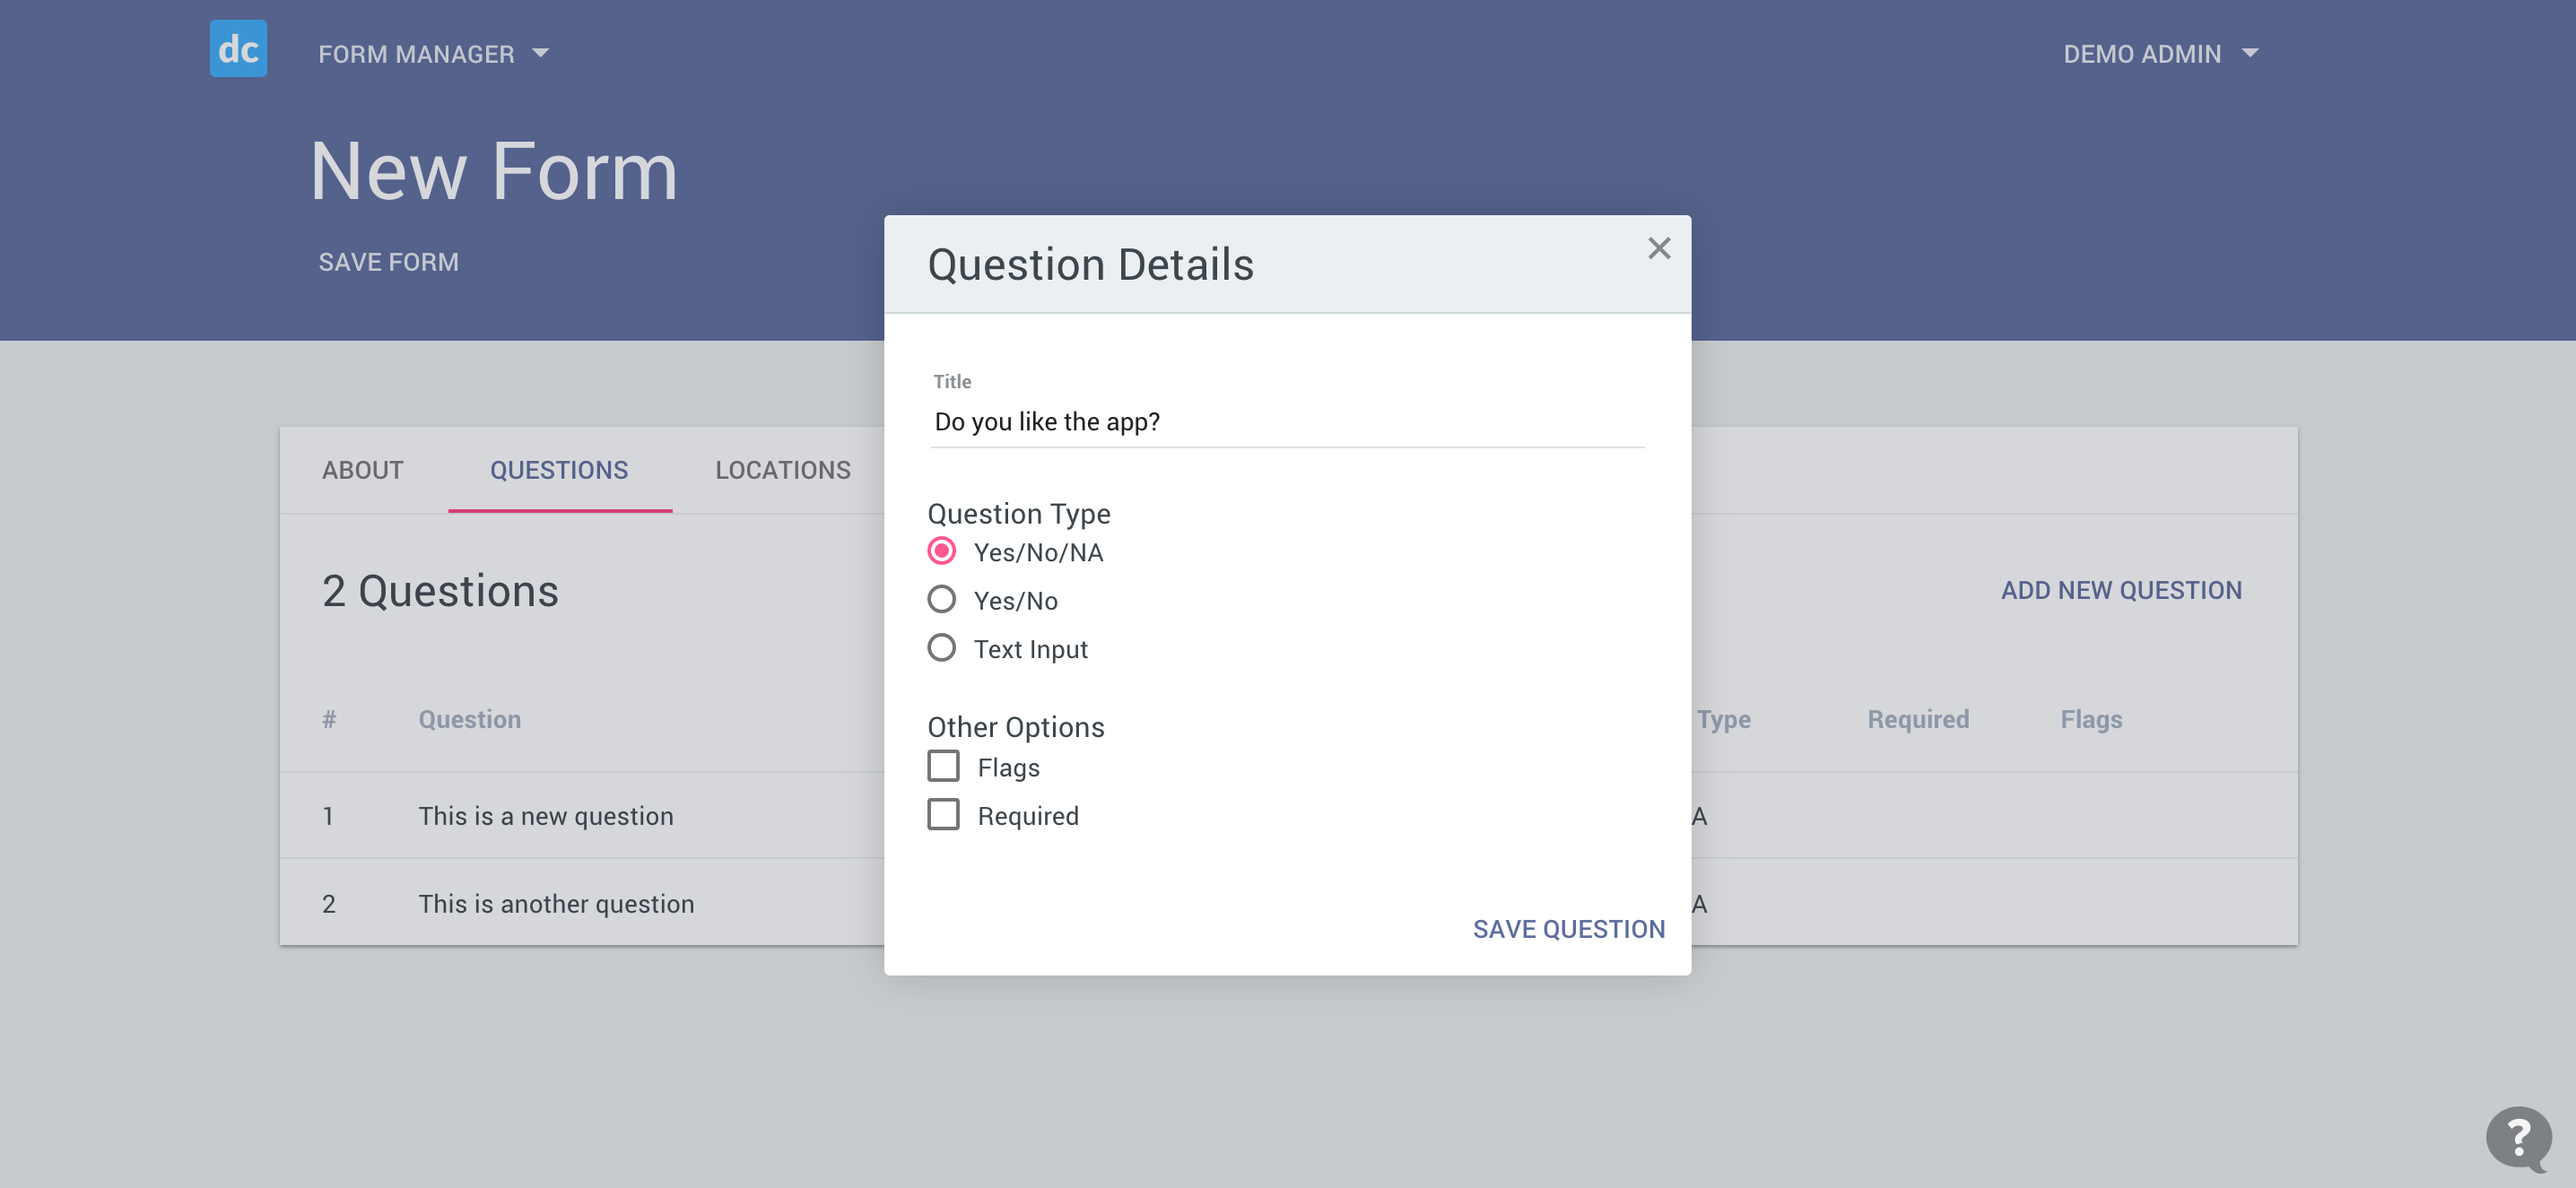 dc
FORM MANAGER
DEMO ADMIN
New Form
SAVE FORM
Question Details
Title
Do you like the app?
ABOUT
QUESTIONS
LOCATIONS
Question Type
Yes/No/NA
Yes/No
Text Input
2 Questions
ADD NEW QUESTION
Other Options
Flags
Required
# Question Type Required Flags
1 This is a new question A
2 This is another question A
SAVE QUESTION
?